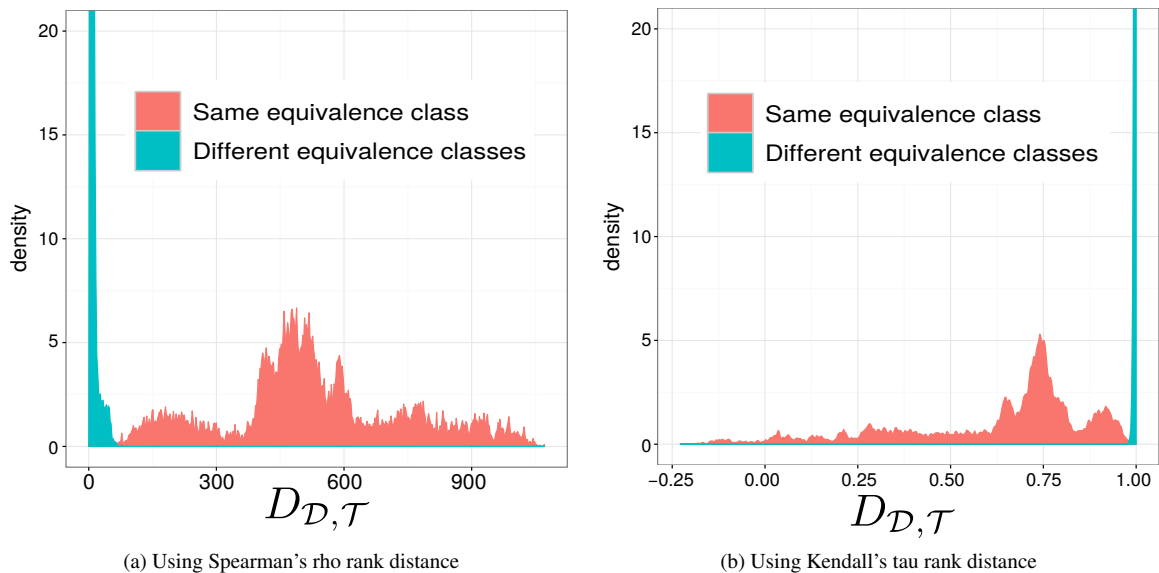 20
15
10
5
0
density
Same equivalence class
Different equivalence classes
0 300 600 900
D_{𝒟,𝒯}
(a) Using Spearman's rho rank distance
20
15
10
5
0
density
Same equivalence class
Different equivalence classes
−0.25 0.00 0.25 0.50 0.75 1.00
D_{𝒟,𝒯}
(b) Using Kendall's tau rank distance